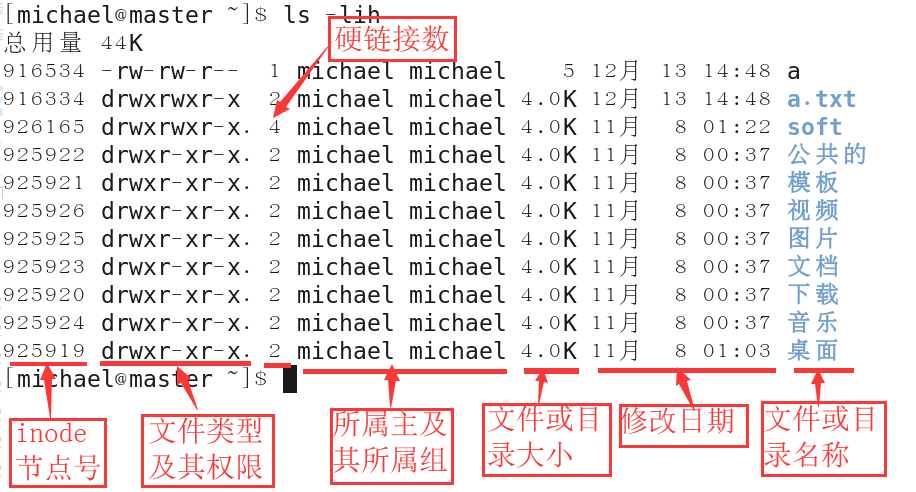 [michael@master ~]$ ls -lih
硬链接数
总用量 44K
916534 -rw-rw-r-- 1 michael michael 5 12月 13 14:48 a
916334 drwxrwxr-x 2 michael michael 4.0K 12月 13 14:48 a.txt
926165 drwxrwxr-x. 4 michael michael 4.0K 11月 8 01:22 soft
925922 drwxr-xr-x. 2 michael michael 4.0K 11月 8 00:37 公共的
925921 drwxr-xr-x. 2 michael michael 4.0K 11月 8 00:37 模板
925926 drwxr-xr-x. 2 michael michael 4.0K 11月 8 00:37 视频
925925 drwxr-xr-x. 2 michael michael 4.0K 11月 8 00:37 图片
925923 drwxr-xr-x. 2 michael michael 4.0K 11月 8 00:37 文档
925920 drwxr-xr-x. 2 michael michael 4.0K 11月 8 00:37 下载
925924 drwxr-xr-x. 2 michael michael 4.0K 11月 8 00:37 音乐
925919 drwxr-xr-x. 2 michael michael 4.0K 11月 8 01:03 桌面
[michael@master ~]$
inode
节点号
文件类型
及其权限
所属主及
其所属组
文件或目
录大小
修改日期
文件或目
录名称